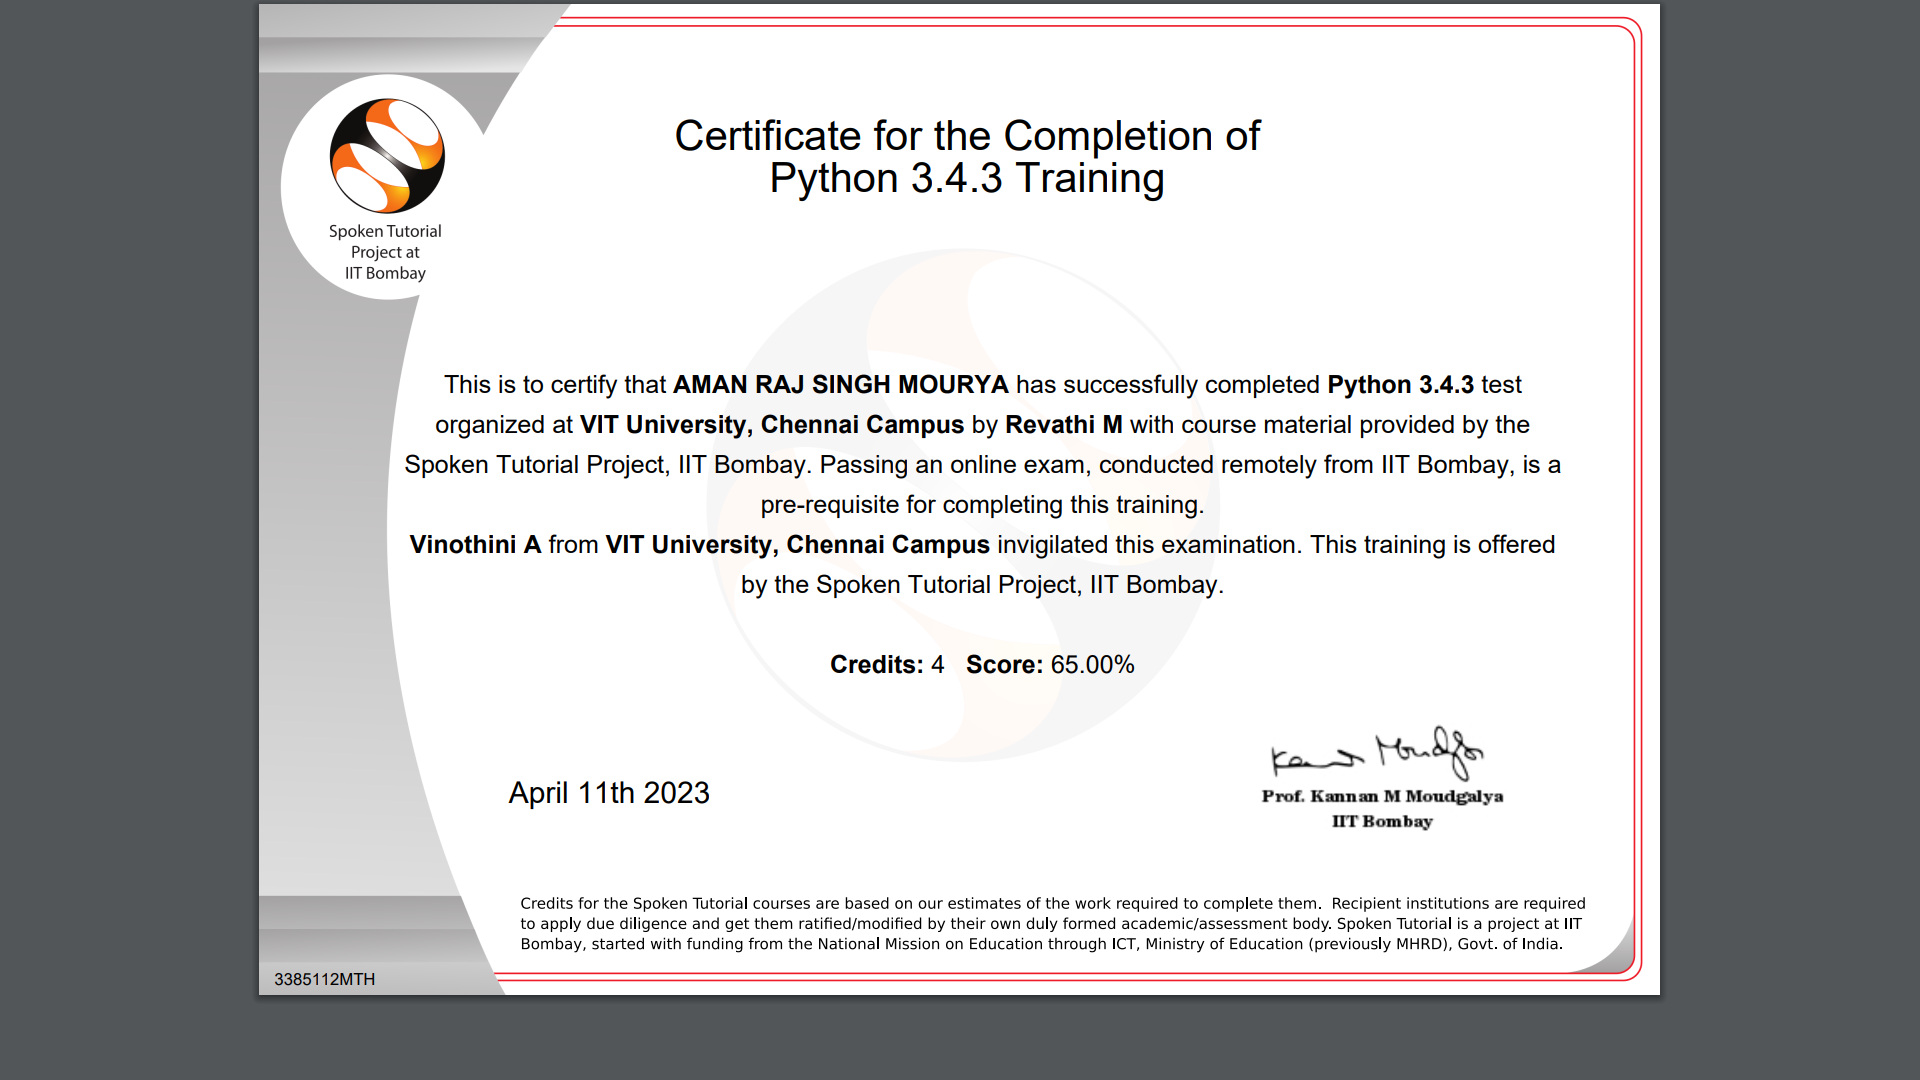 Spoken Tutorial
Project at
IIT Bombay
Certificate for the Completion of
Python 3.4.3 Training
This is to certify that AMAN RAJ SINGH MOURYA has successfully completed Python 3.4.3 test
organized at VIT University, Chennai Campus by Revathi M with course material provided by the
Spoken Tutorial Project, IIT Bombay. Passing an online exam, conducted remotely from IIT Bombay, is a
pre-requisite for completing this training.
Vinothini A from VIT University, Chennai Campus invigilated this examination. This training is offered
by the Spoken Tutorial Project, IIT Bombay.
Credits: 4 Score: 65.00%
April 11th 2023
Prof. Kannan M Moudgalya
IIT Bombay
Credits for the Spoken Tutorial courses are based on our estimates of the work required to complete them. Recipient institutions are required
to apply due diligence and get them ratified/modified by their own duly formed academic/assessment body. Spoken Tutorial is a project at IIT
Bombay, started with funding from the National Mission on Education through ICT, Ministry of Education (previously MHRD), Govt. of India.
3385112MTH